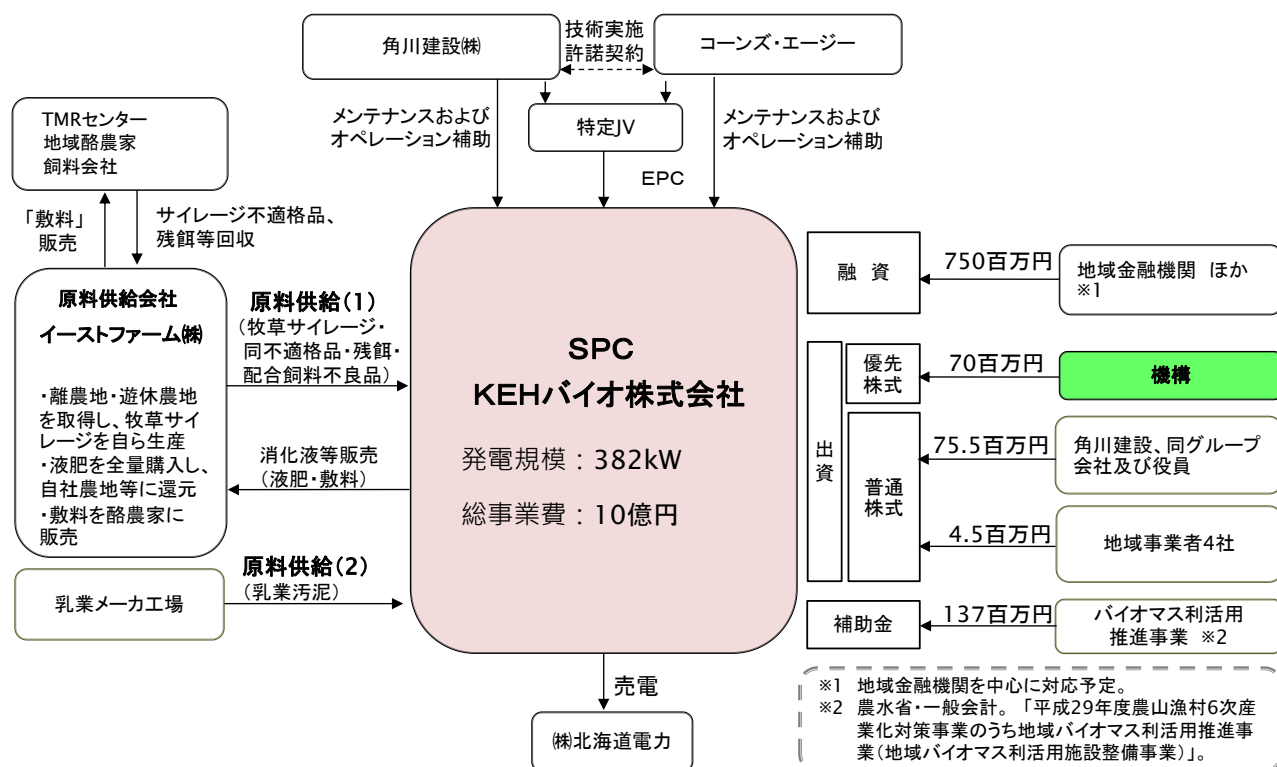 角川建設㈱
技術実施
許諾契約
コーンズ・エージー
特定JV
メンテナンスおよび
オペレーション補助
EPC
メンテナンスおよび
オペレーション補助
TMRセンター
地域酪農家
飼料会社
「敷料」
販売
サイレージ不適格品、
残餌等回収
原料供給会社
イーストファーム㈱
・離農地・遊休農地
を取得し、牧草サイ
レージを自ら生産
・液肥を全量購入し、
自社農地等に還元
・敷料を酪農家に
販売
原料供給(1)
(牧草サイレージ・
同不適格品・残餌・
配合飼料不良品)
消化液等販売
(液肥・敷料)
乳業メーカ工場
原料供給(2)
(乳業汚泥)
SPC
KEHバイオ株式会社
発電規模：382kW
総事業費：10億円
売電
㈱北海道電力
融 資
750百万円
地域金融機関 ほか
※1
出資
優先
株式
70百万円
機構
普通
株式
75.5百万円
角川建設、同グループ
会社及び役員
4.5百万円
地域事業者4社
補助金
137百万円
バイオマス利活用
推進事業 ※2
※1 地域金融機関を中心に対応予定。
※2 農水省・一般会計。「平成29年度農山漁村6次産
業化対策事業のうち地域バイオマス利活用推進事
業(地域バイオマス利活用施設整備事業)」。